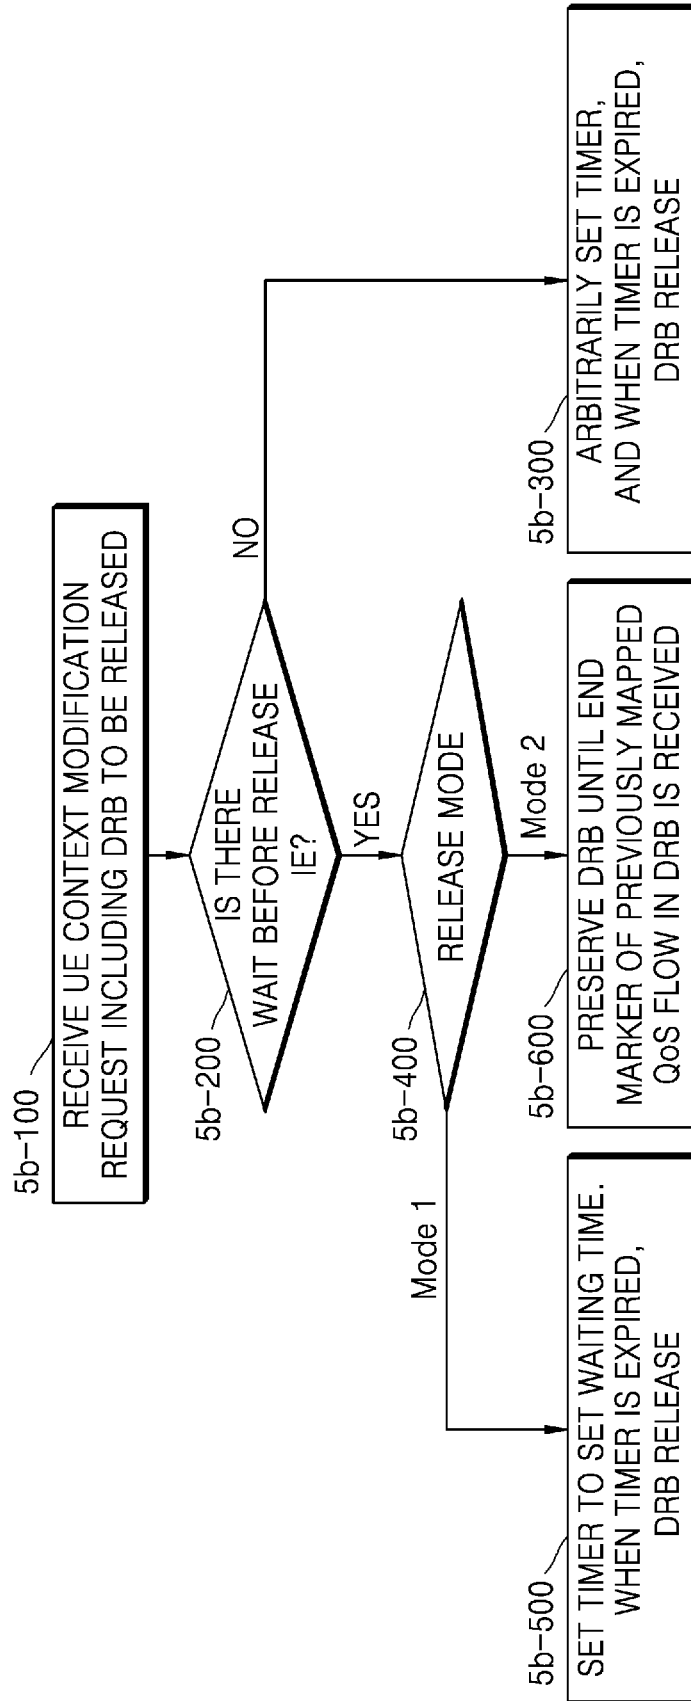 5b-100
RECEIVE UE CONTEXT MODIFICATION
REQUEST INCLUDING DRB TO BE RELEASED
5b-200
IS THERE
WAIT BEFORE RELEASE
IE?
NO
YES
5b-400
RELEASE MODE
Mode 1
Mode 2
5b-500
SET TIMER TO SET WAITING TIME.
WHEN TIMER IS EXPIRED,
DRB RELEASE
5b-600
PRESERVE DRB UNTIL END
MARKER OF PREVIOUSLY MAPPED
QoS FLOW IN DRB IS RECEIVED
5b-300
ARBITRARILY SET TIMER,
AND WHEN TIMER IS EXPIRED,
DRB RELEASE